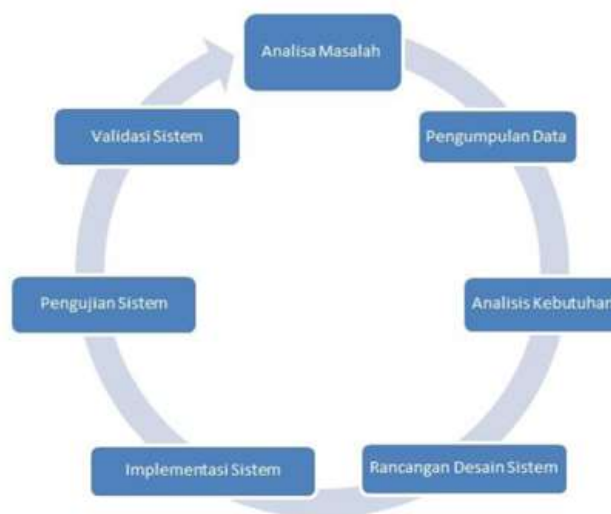 Analisa Masalah
Pengumpulan Data
Analisis Kebutuhan
Rancangan Desain Sistem
Implementasi Sistem
Pengujian Sistem
Validasi Sistem